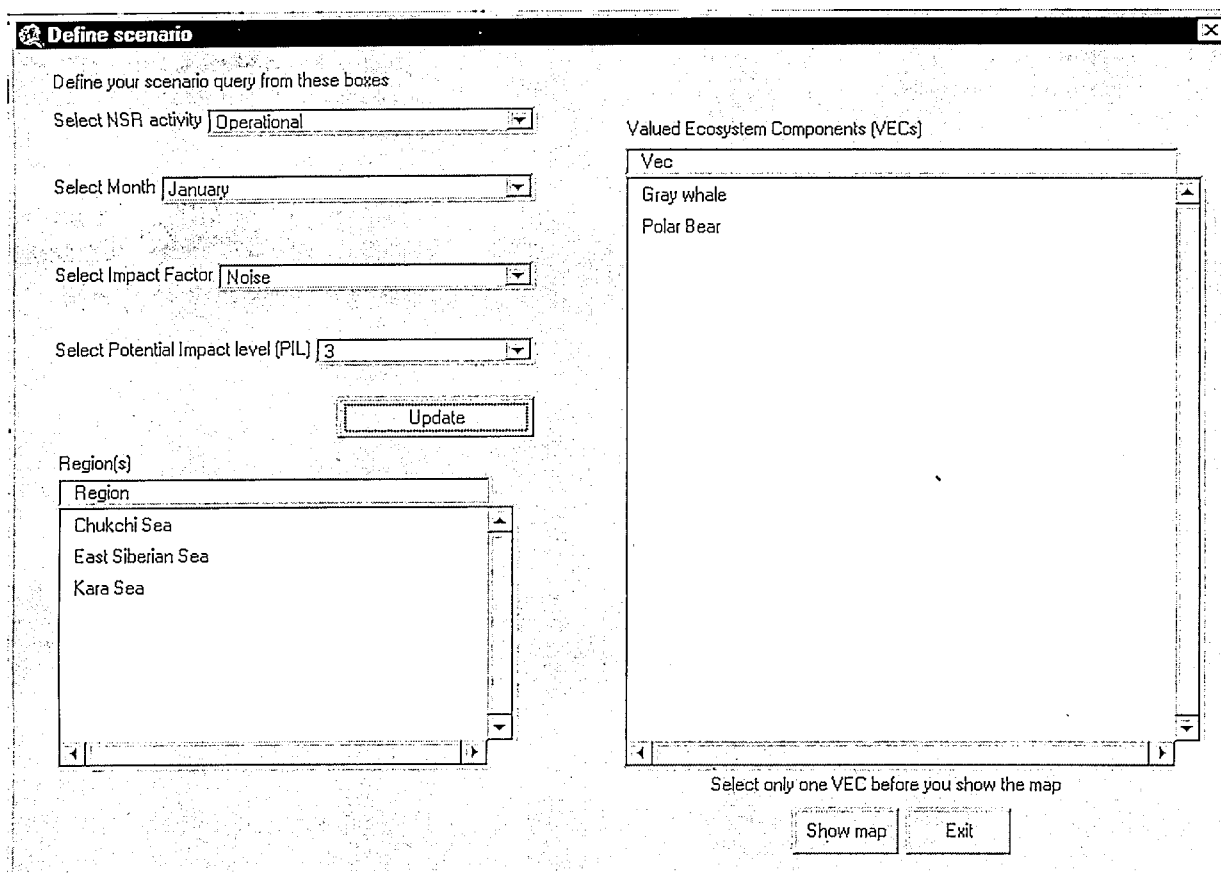 Define scenario
Define your scenario query from these boxes
Select NSR activity Operational
Select Month January
Select Impact Factor Noise
Select Potential Impact level (PIL) 3
Update
Region(s)
Region
Chukchi Sea
East Siberian Sea
Kara Sea
Valued Ecosystem Components (VECs)
Vec
Gray whale
Polar Bear
Select only one VEC before you show the map
Show map Exit